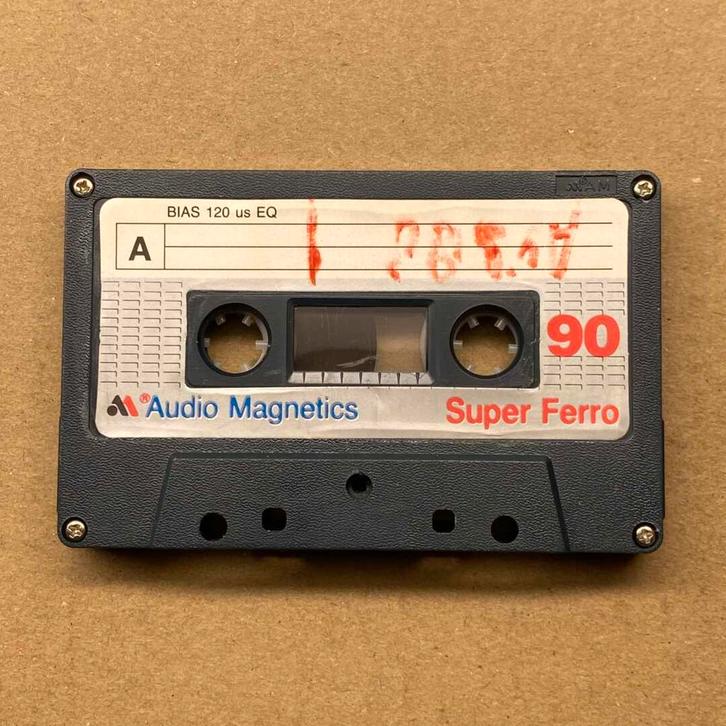 BIAS 120 us EQ
A
90
® Audio Magnetics
Super Ferro